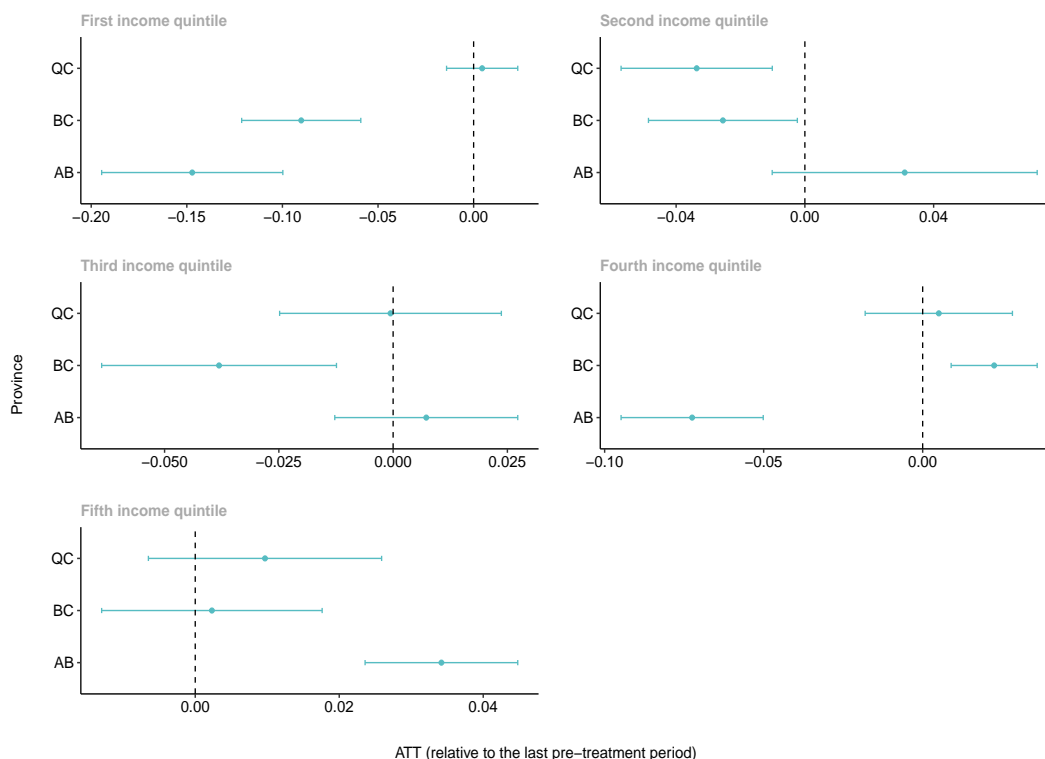 First income quintile
QC
BC
AB
−0.20 −0.15 −0.10 −0.05 0.00
Second income quintile
QC
BC
AB
−0.04 0.00 0.04
Third income quintile
QC
BC
AB
−0.050 −0.025 0.000 0.025
Fourth income quintile
QC
BC
AB
−0.10 −0.05 0.00
Province
Fifth income quintile
QC
BC
AB
0.00 0.02 0.04
ATT (relative to the last pre−treatment period)